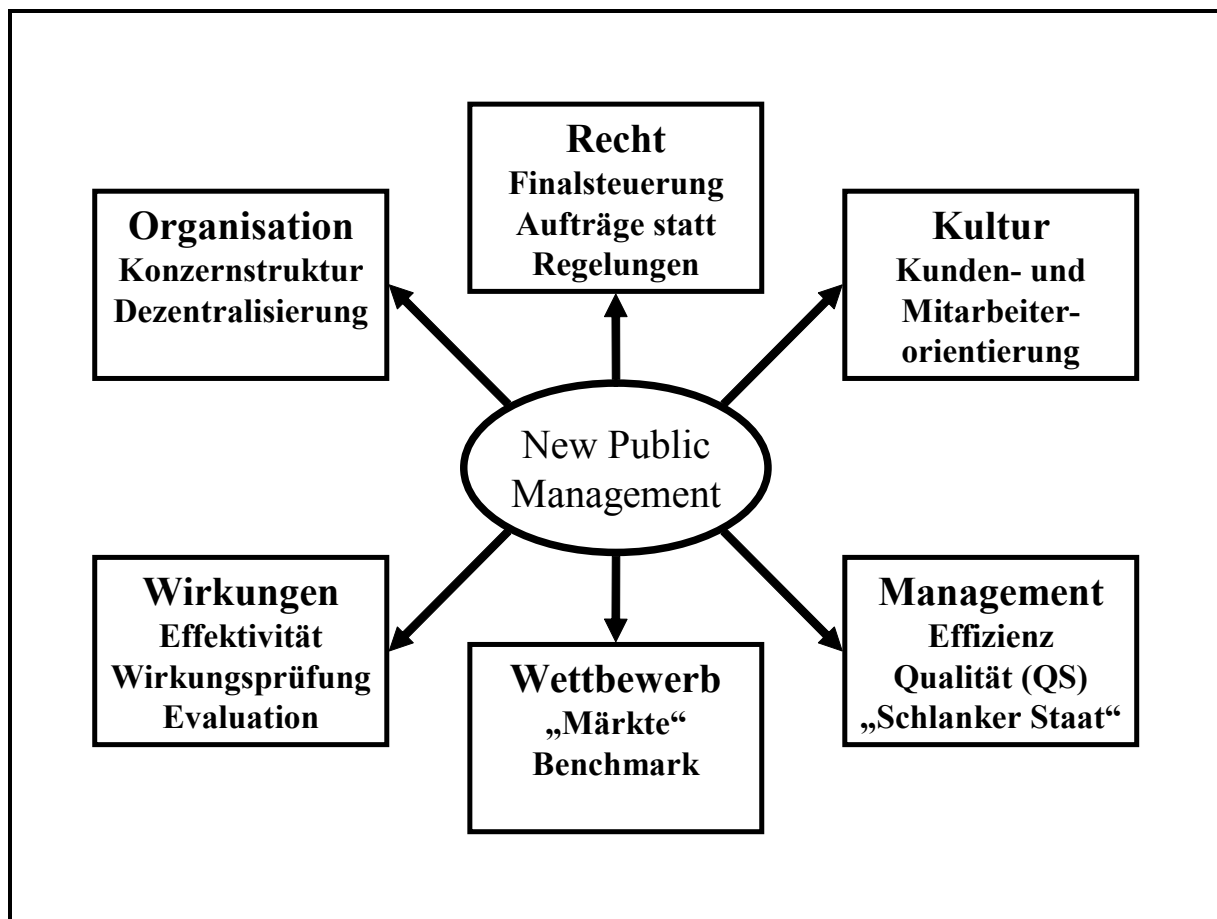 Recht
Finalsteuerung
Aufträge statt
Regelungen
Organisation
Konzernstruktur
Dezentralisierung
Kultur
Kunden- und
Mitarbeiter-
orientierung
New Public
Management
Wirkungen
Effektivität
Wirkungsprüfung
Evaluation
Wettbewerb
„Märkte“
Benchmark
Management
Effizienz
Qualität (QS)
„Schlanker Staat“